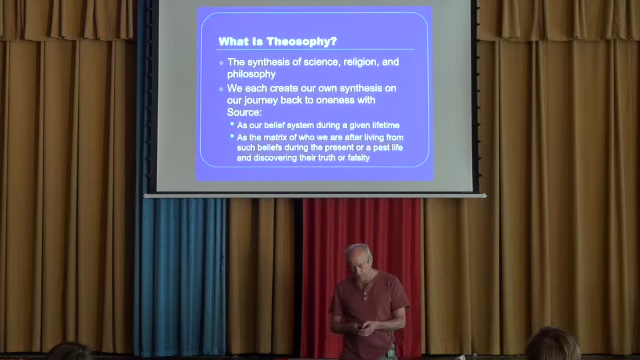 What Is Theosophy?
The synthesis of science, religion, and
philosophy
We each create our own synthesis on
our journey back to oneness with
Source:
As our belief system during a given lifetime
As the matrix of who we are after living from
such beliefs during the present or a past life
and discovering their truth or falsity